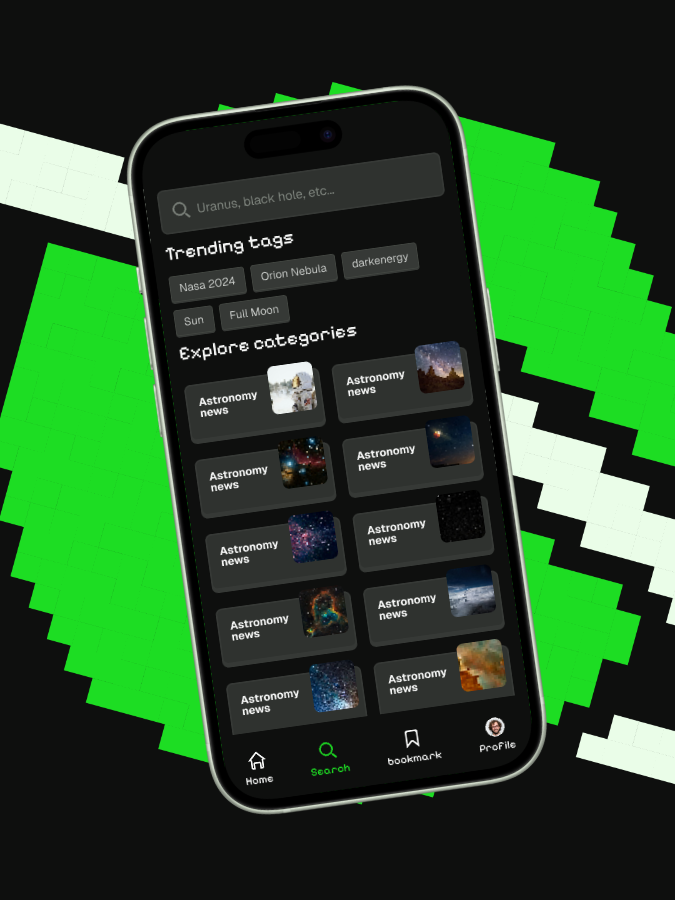 Uranus, black hole, etc...
Trending tags
Nasa 2024
Orion Nebula
darkenergy
Sun
Full Moon
Explore categories
Astronomy
news
Astronomy
news
Astronomy
news
Astronomy
news
Astronomy
news
Astronomy
news
Astronomy
news
Astronomy
news
Astronomy
news
Astronomy
news
Home
Search
bookmark
Profile